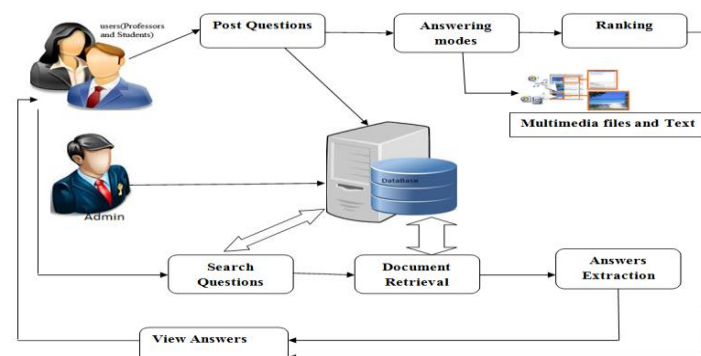 users(Professors
and Students)
Post Questions
Answering
modes
Ranking
Multimedia files and Text
DataBase
Admin
Search
Questions
Document
Retrieval
Answers
Extraction
View Answers